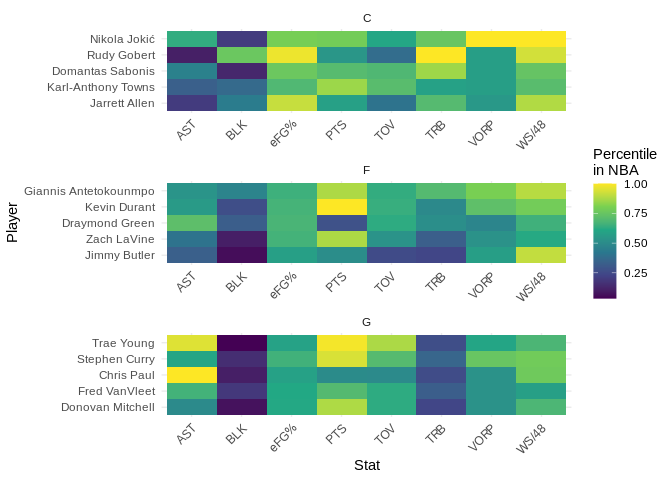 C
Nikola Jokić
Rudy Gobert
Domantas Sabonis
Karl-Anthony Towns
Jarrett Allen
AST BLK eFG% PTS TOV TRB VORP WS/48
F
Giannis Antetokounmpo
Kevin Durant
Draymond Green
Zach LaVine
Jimmy Butler
AST BLK eFG% PTS TOV TRB VORP WS/48
G
Trae Young
Stephen Curry
Chris Paul
Fred VanVleet
Donovan Mitchell
AST BLK eFG% PTS TOV TRB VORP WS/48
Stat
Player
Percentile
in NBA
1.00
0.75
0.50
0.25